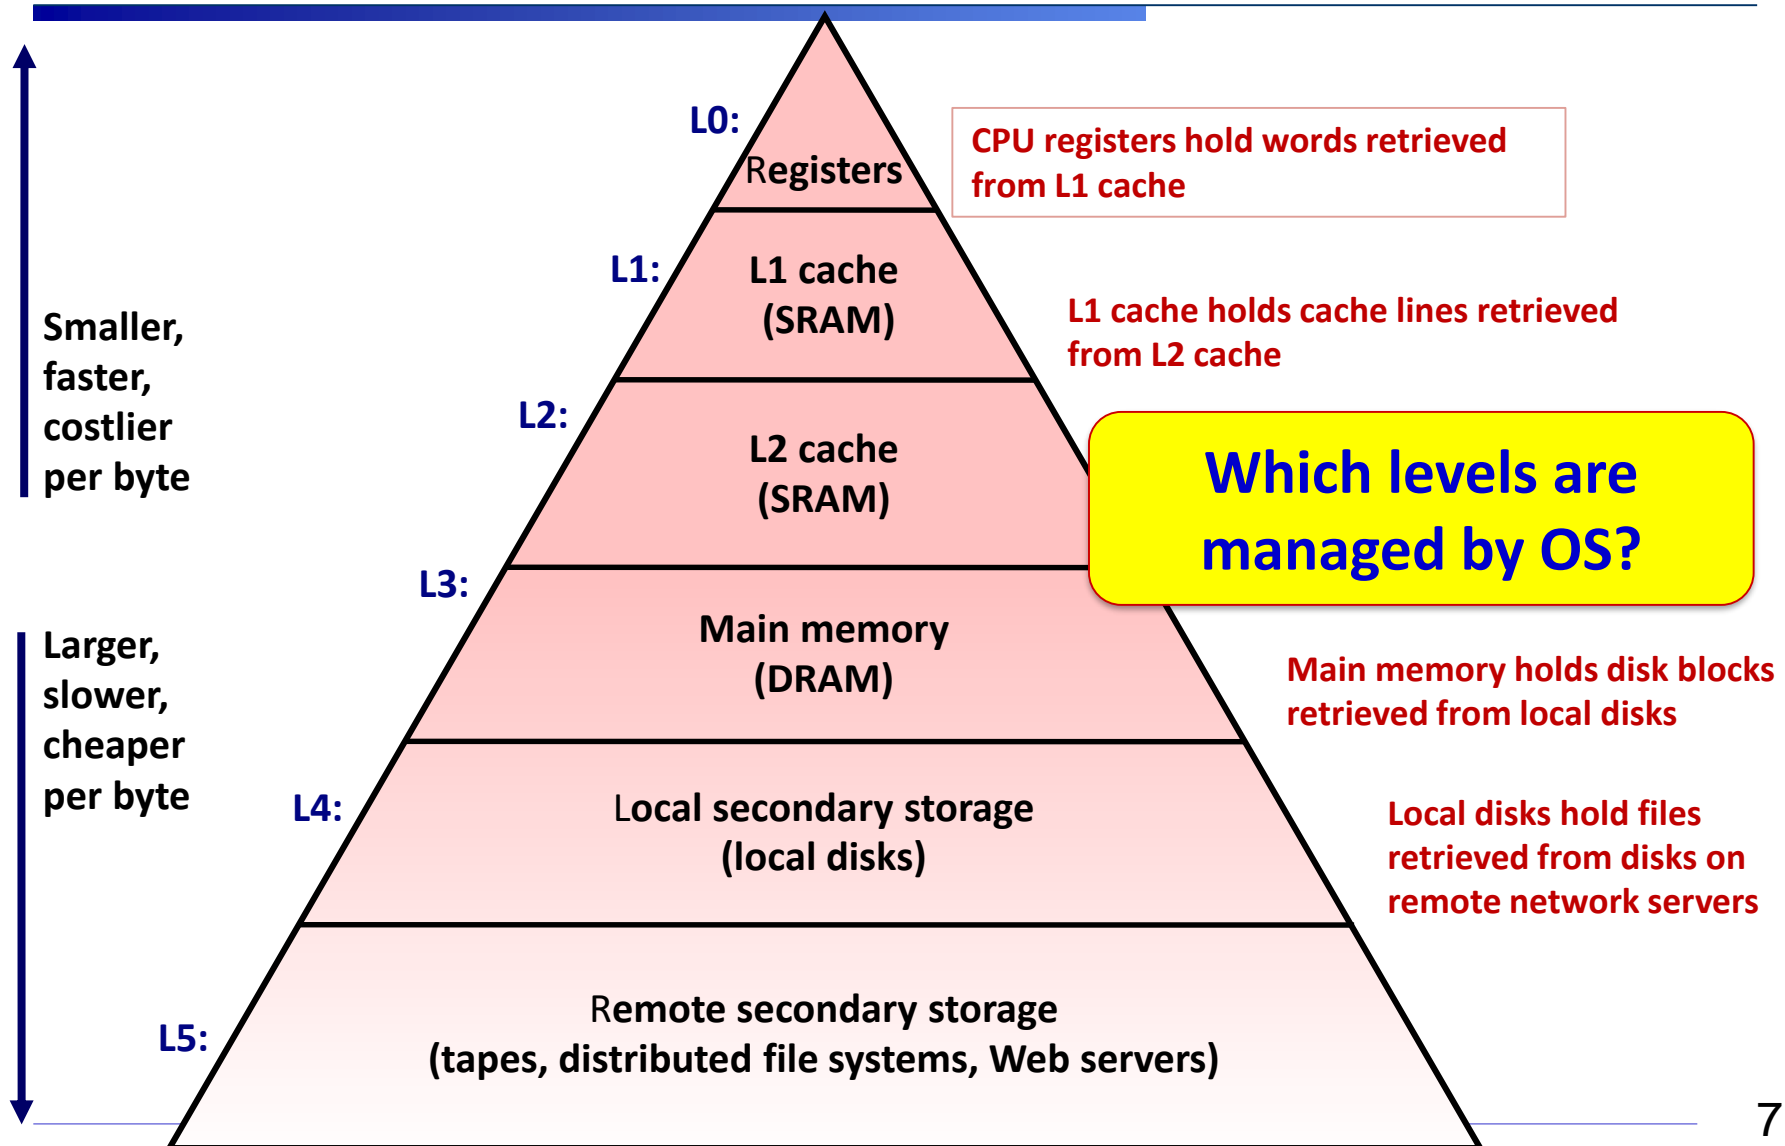 L0:
Registers
CPU registers hold words retrieved
from L1 cache
L1:
L1 cache
(SRAM)
L1 cache holds cache lines retrieved
from L2 cache
Smaller,
faster,
costlier
per byte
L2:
L2 cache
(SRAM)
Which levels are
managed by OS?
L3:
Main memory
(DRAM)
Main memory holds disk blocks
retrieved from local disks
Larger,
slower,
cheaper
per byte
L4:
Local secondary storage
(local disks)
Local disks hold files
retrieved from disks on
remote network servers
L5:
Remote secondary storage
(tapes, distributed file systems, Web servers)
7